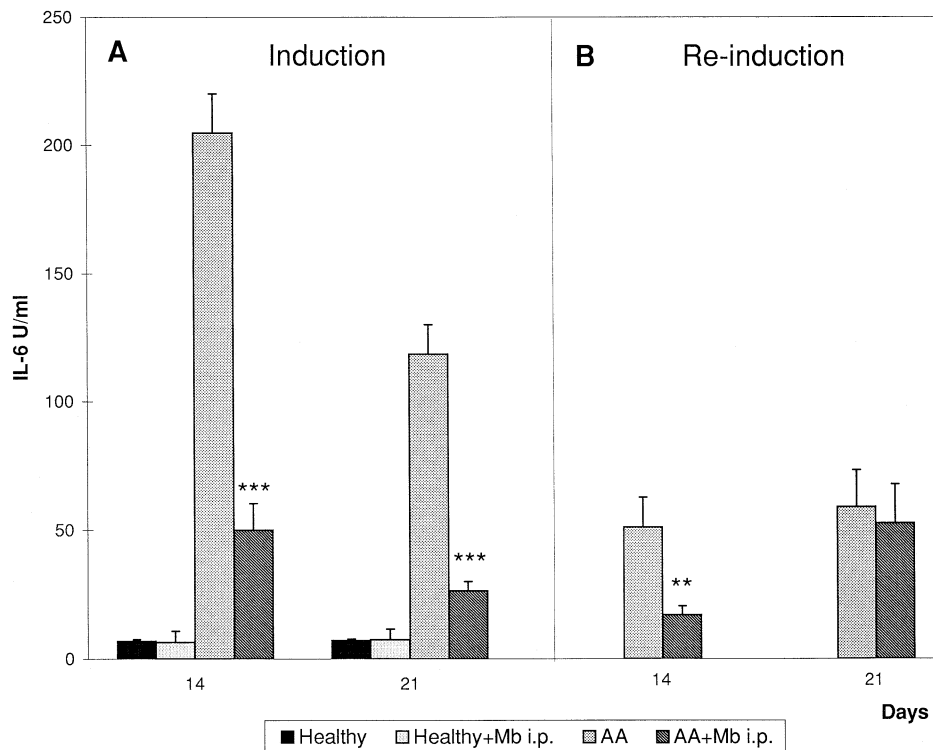 A Induction B Re-induction
250
200
150
100
50
0
IL-6 U/ml
***
***
**
14 21 14 21
Days
Healthy Healthy+Mb i.p. AA AA+Mb i.p.